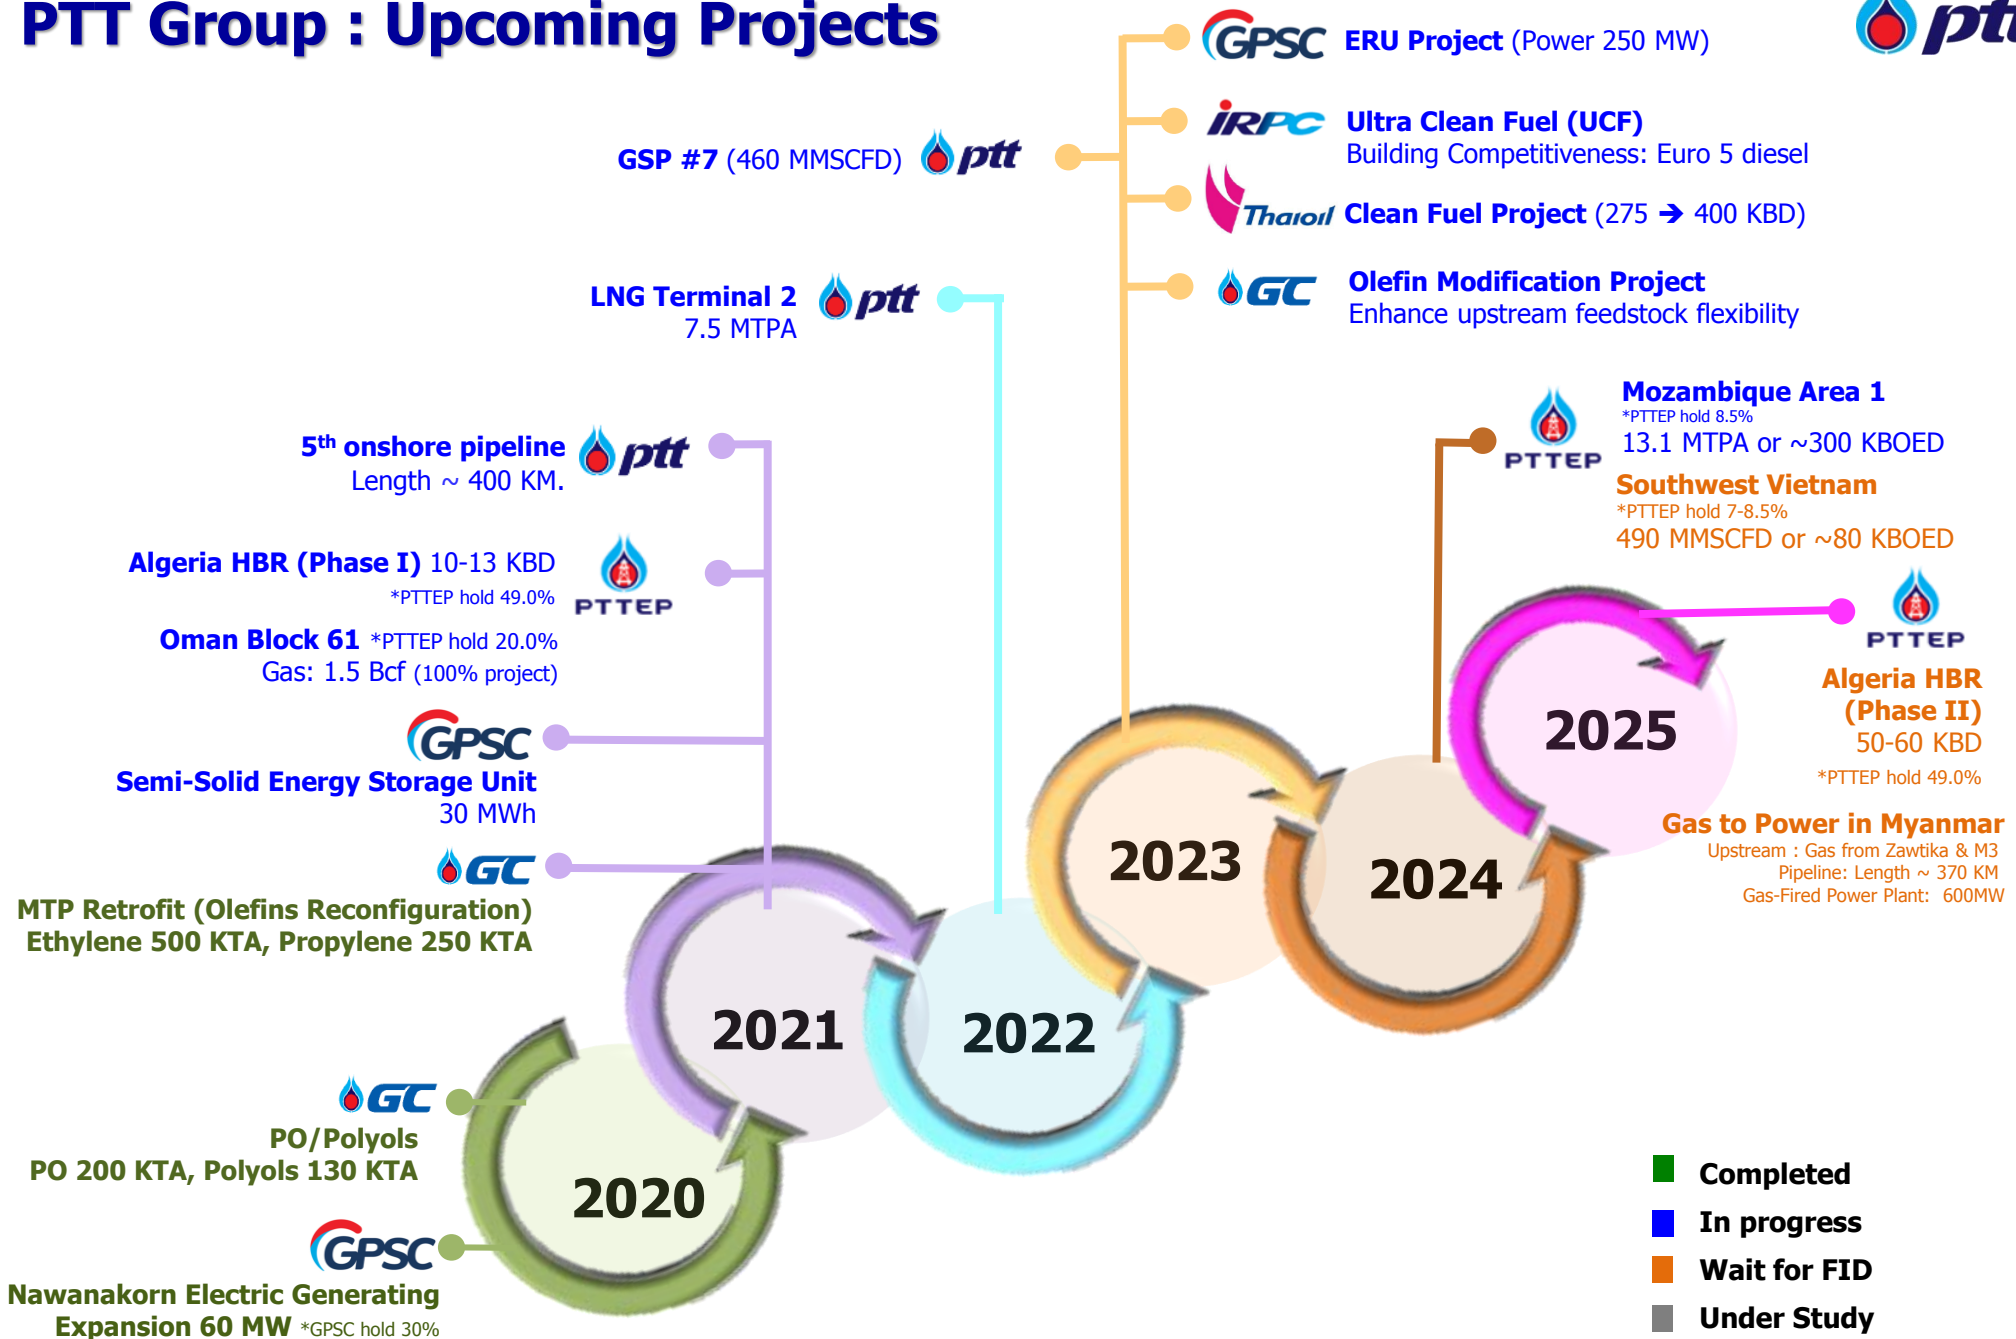 PTT Group : Upcoming Projects
ptt
GPSC
ERU Project (Power 250 MW)
IRPC
Ultra Clean Fuel (UCF)
Building Competitiveness: Euro 5 diesel
GSP #7 (460 MMSCFD)
ptt
Thaioil
Clean Fuel Project (275 ➔ 400 KBD)
GC
Olefin Modification Project
Enhance upstream feedstock flexibility
LNG Terminal 2
7.5 MTPA
ptt
PTTEP
Mozambique Area 1
*PTTEP hold 8.5%
13.1 MTPA or ~300 KBOED
Southwest Vietnam
*PTTEP hold 7-8.5%
490 MMSCFD or ~80 KBOED
5th onshore pipeline
Length ~ 400 KM.
ptt
Algeria HBR (Phase I) 10-13 KBD
*PTTEP hold 49.0%
PTTEP
Oman Block 61 *PTTEP hold 20.0%
Gas: 1.5 Bcf (100% project)
PTTEP
Algeria HBR
(Phase II)
50-60 KBD
*PTTEP hold 49.0%
Gas to Power in Myanmar
Upstream : Gas from Zawtika & M3
Pipeline: Length ~ 370 KM
Gas-Fired Power Plant: 600MW
GPSC
Semi-Solid Energy Storage Unit
30 MWh
GC
MTP Retrofit (Olefins Reconfiguration)
Ethylene 500 KTA, Propylene 250 KTA
2025
2023
2024
2021
2022
2020
GC
PO/Polyols
PO 200 KTA, Polyols 130 KTA
GPSC
Nawanakorn Electric Generating
Expansion 60 MW *GPSC hold 30%
Completed
In progress
Wait for FID
Under Study